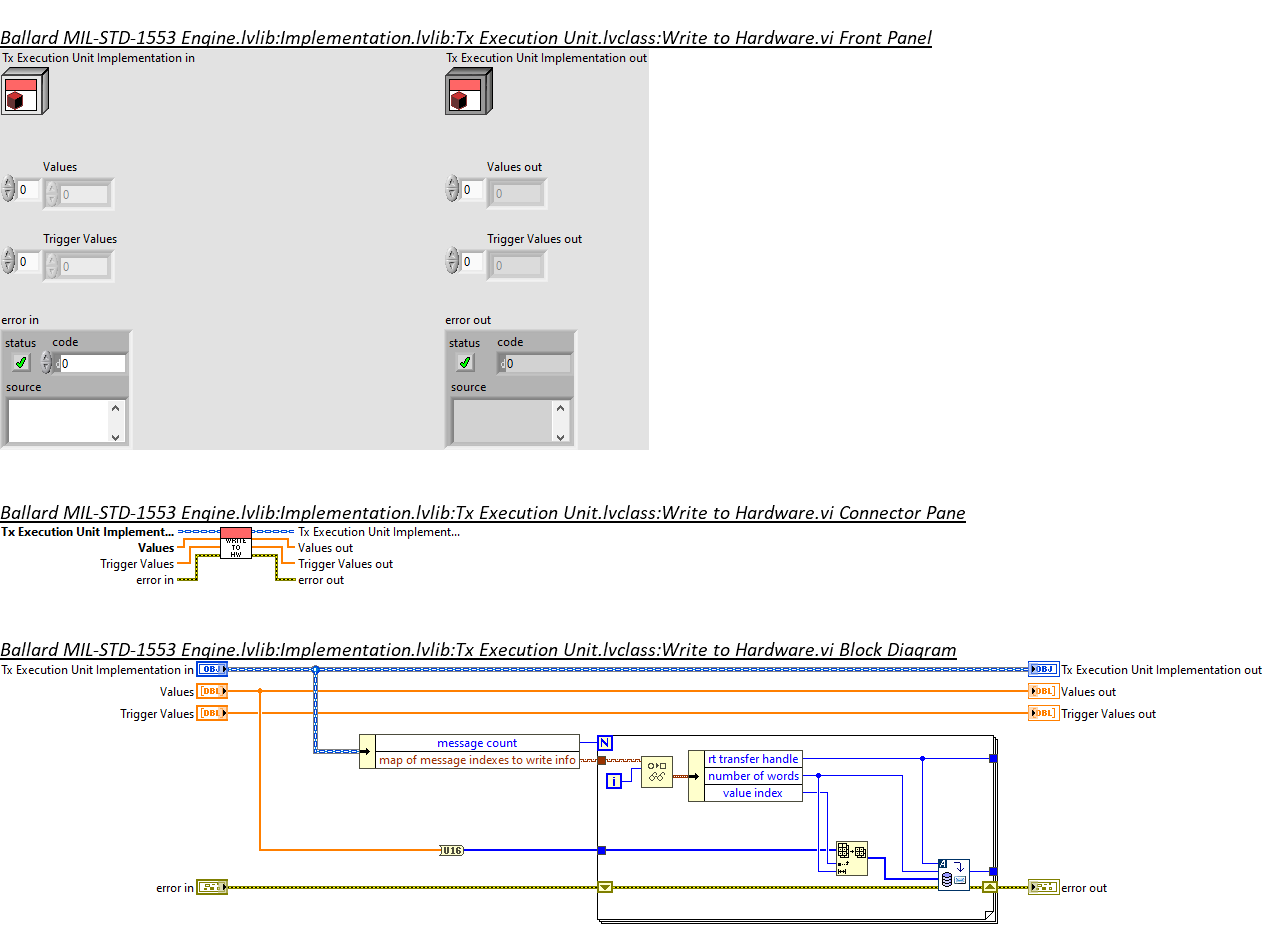 Ballard MIL-STD-1553 Engine.lvlib:Implementation.lvlib:Tx Execution Unit.lvclass:Write to Hardware.vi Front Panel
Tx Execution Unit Implementation in
Tx Execution Unit Implementation out
Values
Values out
0
0
0
0
Trigger Values
Trigger Values out
0
0
0
0
error in
error out
status
code
status
code
d
0
d
0
source
source
Ballard MIL-STD-1553 Engine.lvlib:Implementation.lvlib:Tx Execution Unit.lvclass:Write to Hardware.vi Connector Pane
Tx Execution Unit Implement...
Tx Execution Unit Implement...
WRITE
TO
HW
Values
Values out
Trigger Values
Trigger Values out
error in
error out
Ballard MIL-STD-1553 Engine.lvlib:Implementation.lvlib:Tx Execution Unit.lvclass:Write to Hardware.vi Block Diagram
Tx Execution Unit Implementation in
OBJ
OBJ
Tx Execution Unit Implementation out
Values
[DBL]
[DBL]
Values out
Trigger Values
[DBL]
[DBL]
Trigger Values out
message count
map of message indexes to write info
N
i
rt transfer handle
number of words
value index
U16
A
error in
error out